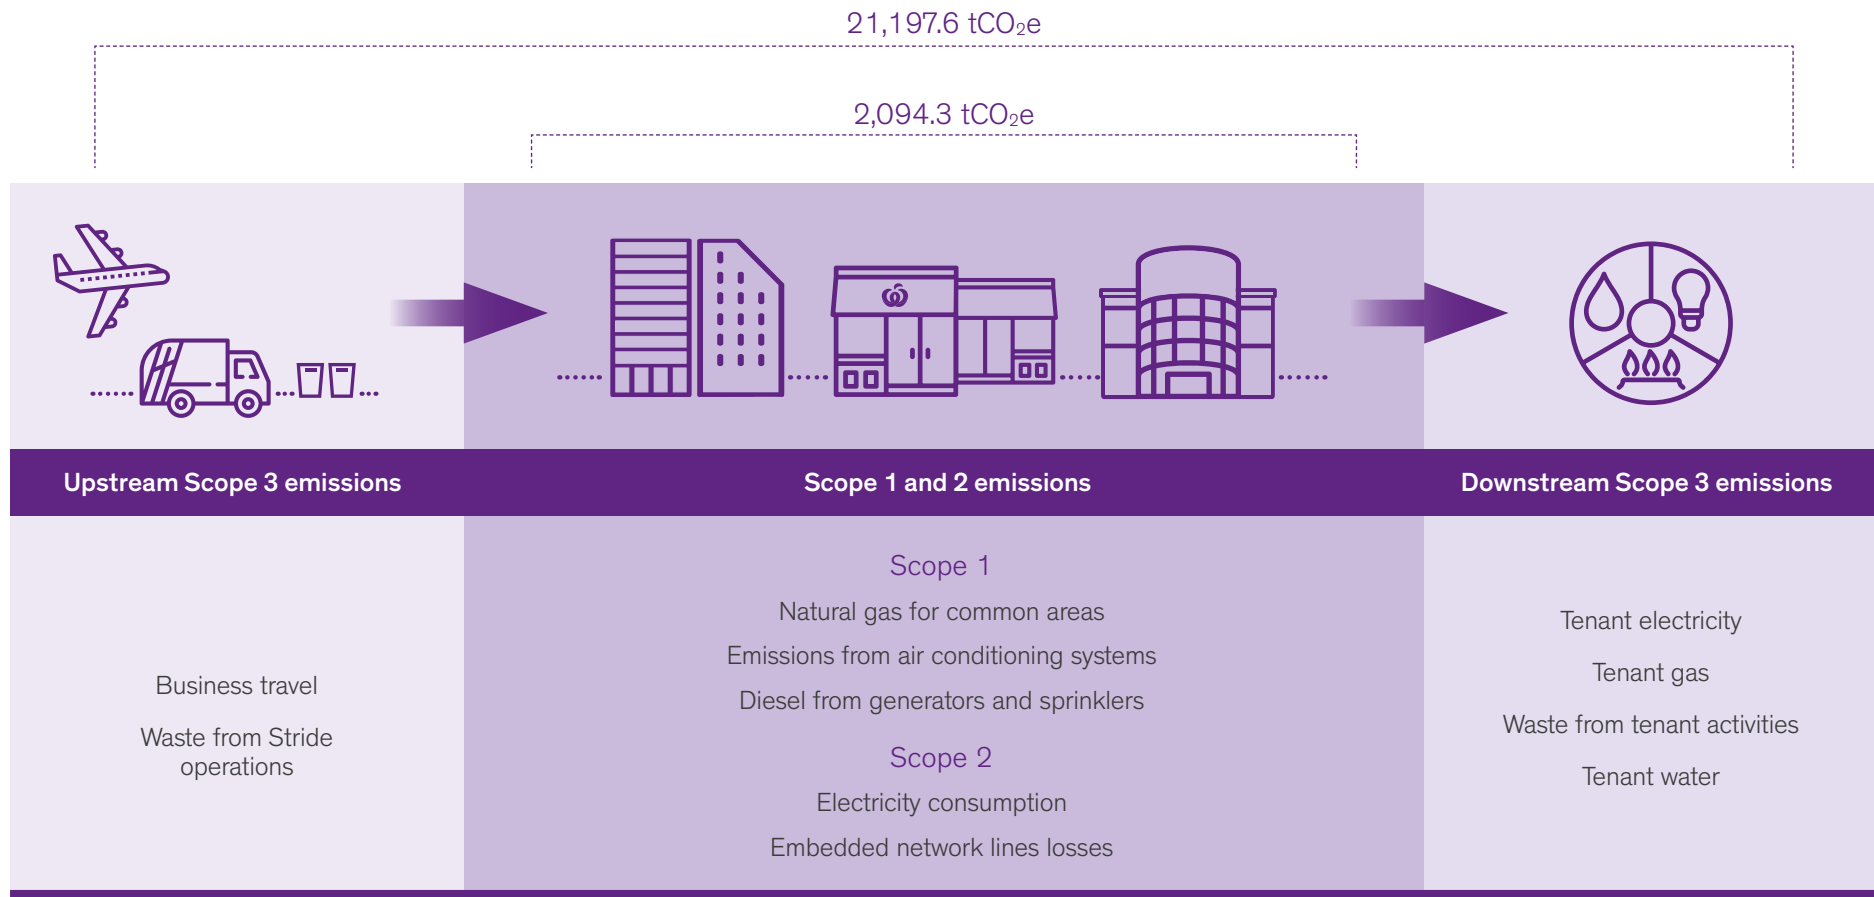 21,197.6 tCO₂e
2,094.3 tCO₂e
Upstream Scope 3 emissions
Scope 1 and 2 emissions
Downstream Scope 3 emissions
Business travel
Waste from Stride
operations
Scope 1
Natural gas for common areas
Emissions from air conditioning systems
Diesel from generators and sprinklers
Scope 2
Electricity consumption
Embedded network lines losses
Tenant electricity
Tenant gas
Waste from tenant activities
Tenant water